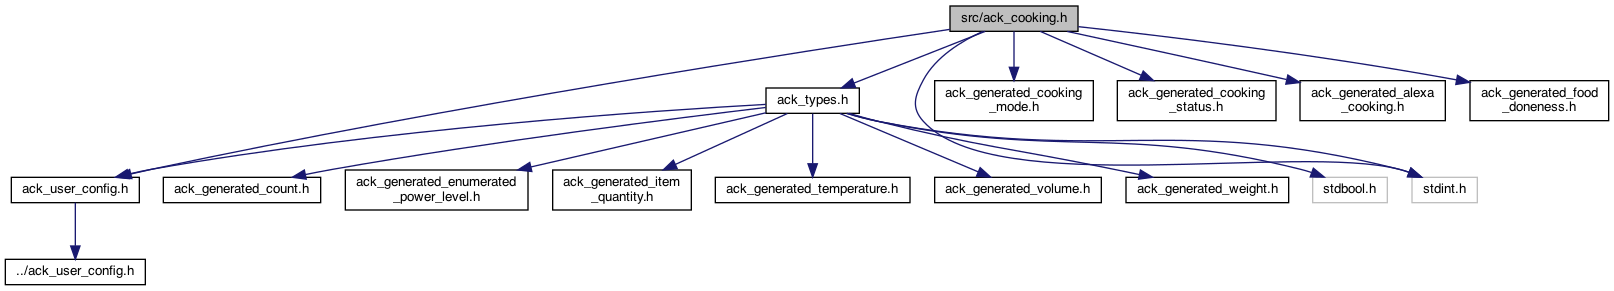 src/ack_cooking.h
ack_types.h
ack_generated_cooking
_mode.h
ack_generated_cooking
_status.h
ack_generated_alexa
_cooking.h
ack_generated_food
_doneness.h
ack_user_config.h
ack_generated_count.h
ack_generated_enumerated
_power_level.h
ack_generated_item
_quantity.h
ack_generated_temperature.h
ack_generated_volume.h
ack_generated_weight.h
stdbool.h
stdint.h
../ack_user_config.h